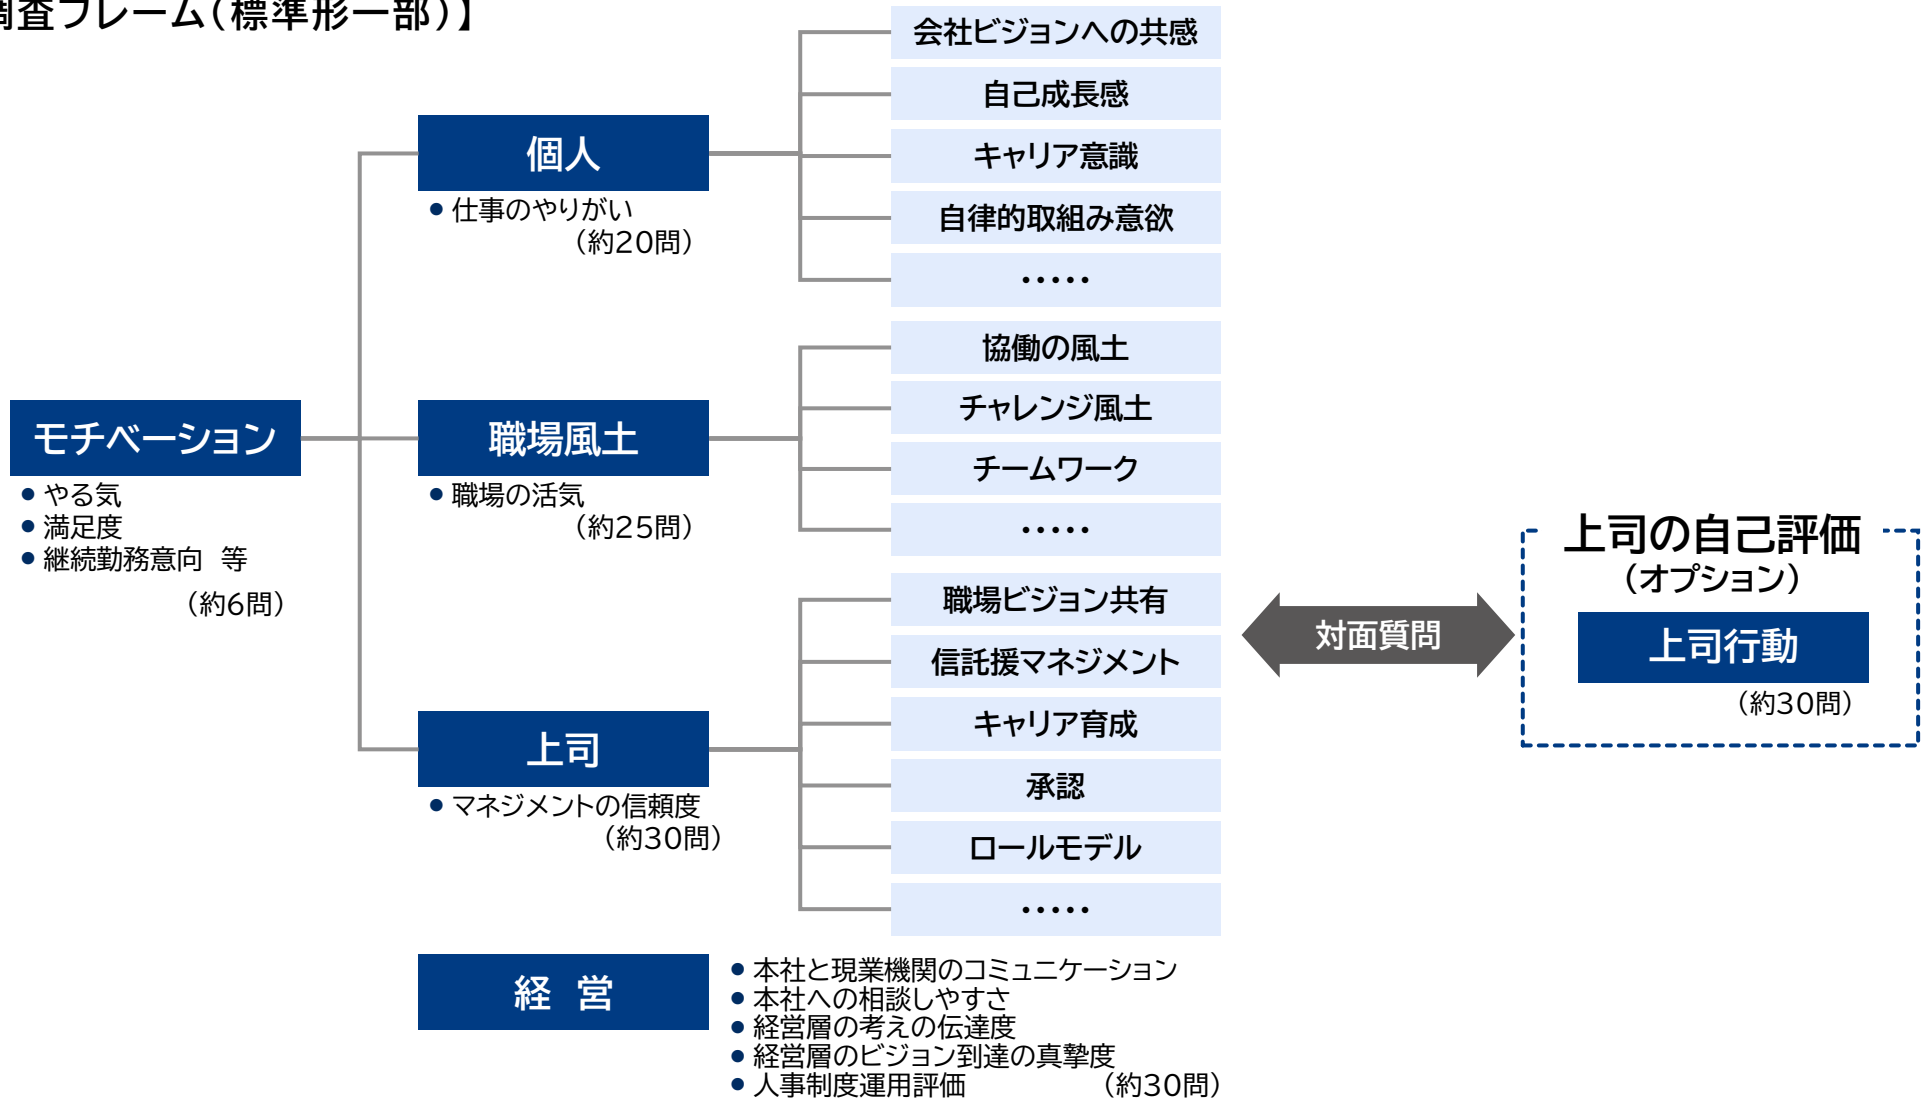 調査フレーム（標準形一部）】
モチベーション
● やる気
● 満足度
● 継続勤務意向　等
（約6問）
個人
● 仕事のやりがい
（約20問）
会社ビジョンへの共感
自己成長感
キャリア意識
自律的取組み意欲
・・・・・
職場風土
● 職場の活気
（約25問）
協働の風土
チャレンジ風土
チームワーク
・・・・・
上司
● マネジメントの信頼度
（約30問）
職場ビジョン共有
信託援マネジメント
キャリア育成
承認
ロールモデル
・・・・・
対面質問
上司の自己評価
（オプション）
上司行動
（約30問）
経　営
● 本社と現業機関のコミュニケーション
● 本社への相談しやすさ
● 経営層の考えの伝達度
● 経営層のビジョン到達の真摯度
● 人事制度運用評価　　　　　（約30問）